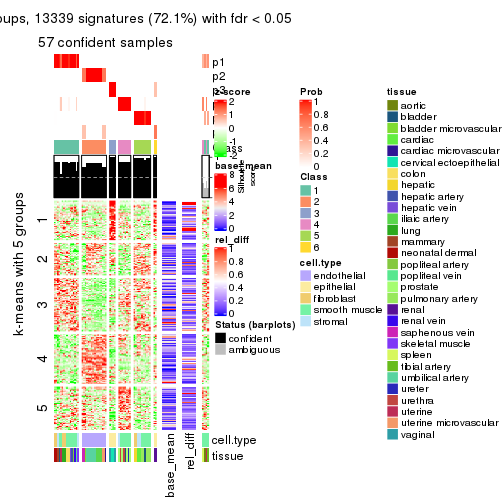 oups, 13339 signatures (72.1%) with fdr < 0.05
57 confident samples
p1
p2
p3
z-score
2
1
0
-1
-2
base_mean
8
6
4
2
0
rel_diff
1
0.8
0.6
0.4
0.2
0
Status (barplots)
confident
ambiguous
Silhouette
score
k-means with 5 groups
1
2
3
4
5
cell.type
tissue
base_mean
rel_diff
Prob
1
0.8
0.6
0.4
0.2
0
Class
1
2
3
4
5
6
cell.type
endothelial
epithelial
fibroblast
smooth muscle
stromal
tissue
aortic
bladder
bladder microvascular
cardiac
cardiac microvascular
cervical ectoepithelial
colon
hepatic
hepatic artery
hepatic vein
iliaic artery
lung
mammary
neonatal dermal
popliteal artery
popliteal vein
prostate
pulmonary artery
renal
renal vein
saphenous vein
skeletal muscle
spleen
tibial artery
umbilical artery
ureter
urethra
uterine
uterine microvascular
vaginal